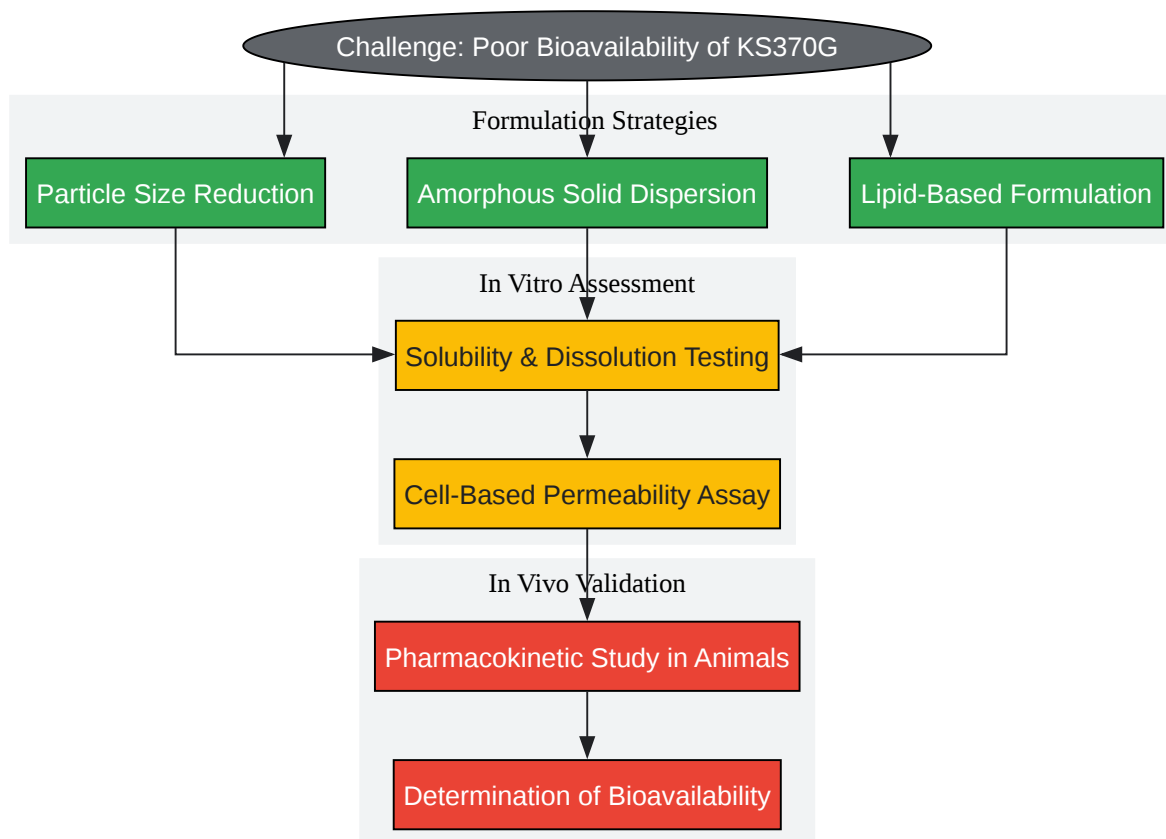 Challenge: Poor Bioavailability of KS370G
Formulation Strategies
Particle Size Reduction
Amorphous Solid Dispersion
Lipid-Based Formulation
In Vitro Assessment
Solubility & Dissolution Testing
Cell-Based Permeability Assay
In Vivo Validation
Pharmacokinetic Study in Animals
Determination of Bioavailability